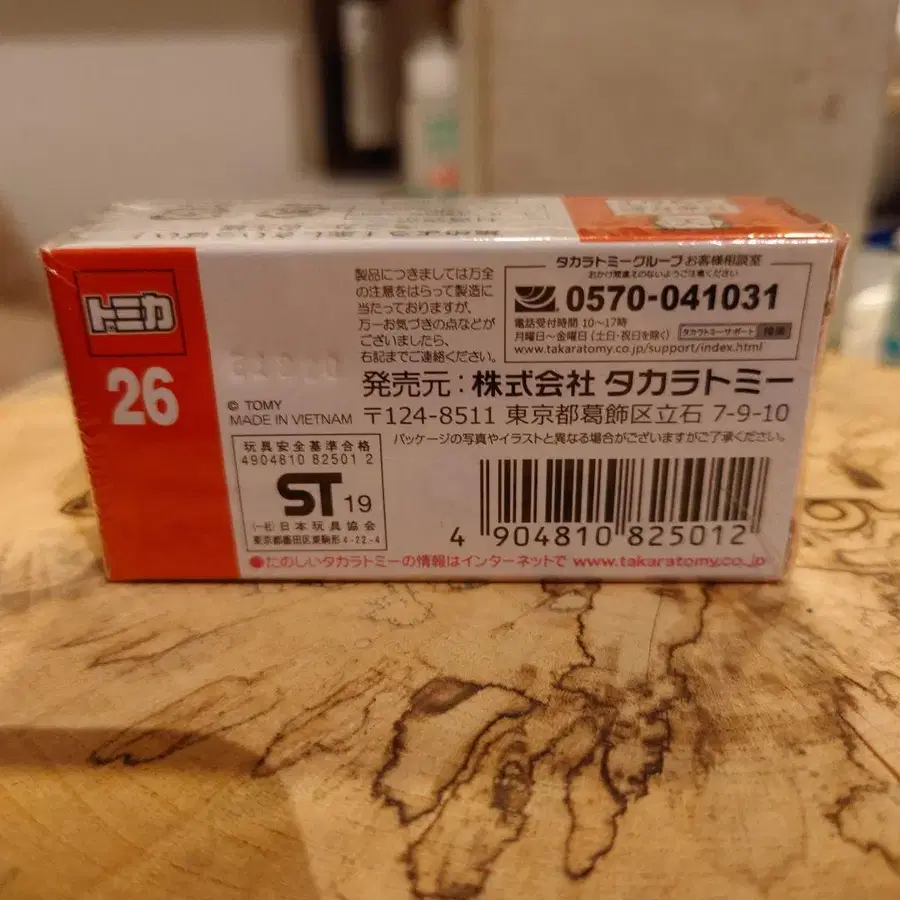 トミカ
26
製品につきましては万全
の注意をはらって製造に
当たっておりますが、
万一お気づきの点などが
ございましたら、
右記までご連絡ください。
タカラトミーグループお客様相談室
おかけ間違えのないようご注意ください
0570-041031
電話受付時間 10〜17時
月曜日〜金曜日(土・日・祝日を除く)
タカラトミーサポート 検索
www.takaratomy.co.jp/support/index.html
発売元:株式会社 タカラトミー
© TOMY
MADE IN VIETNAM
〒124-8511 東京都葛飾区立石 7-9-10
パッケージの写真やイラストと異なる場合がございますがご了承ください。
玩具安全基準合格
4904810 82501 2
ST 19
(一社)日本玩具協会
東京都墨田区東駒形 4-22-4
4 904810 825012
●たのしいタカラトミーの情報はインターネットで www.takaratomy.co.jp